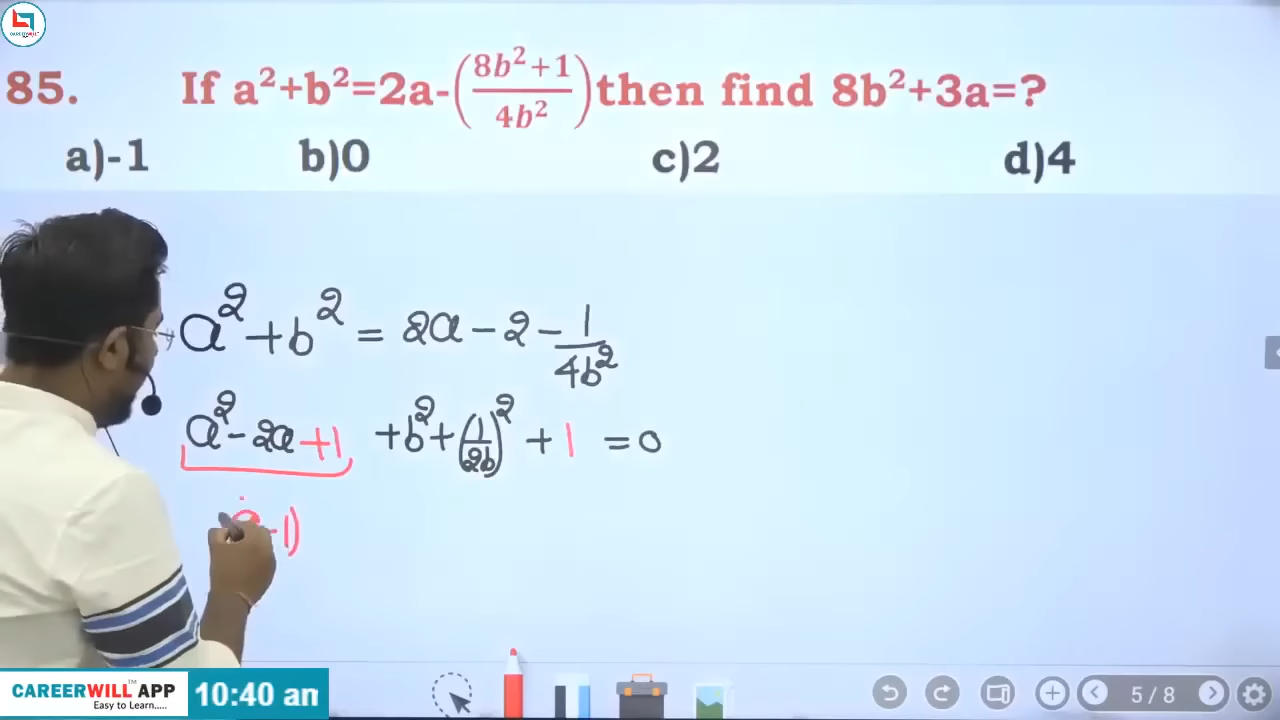 CAREERWILL
85. If a²+b²=2a-(8b²+1/4b²)then find 8b²+3a=?
a)-1 b)0 c)2 d)4
a² + b² = 2a - 2 - 1/4b²
a² - 2a + 1 + b² + (1/2b)² + 1 = 0
-1)
CAREERWILL APP
Easy to Learn.....
10:40 am
5 / 8